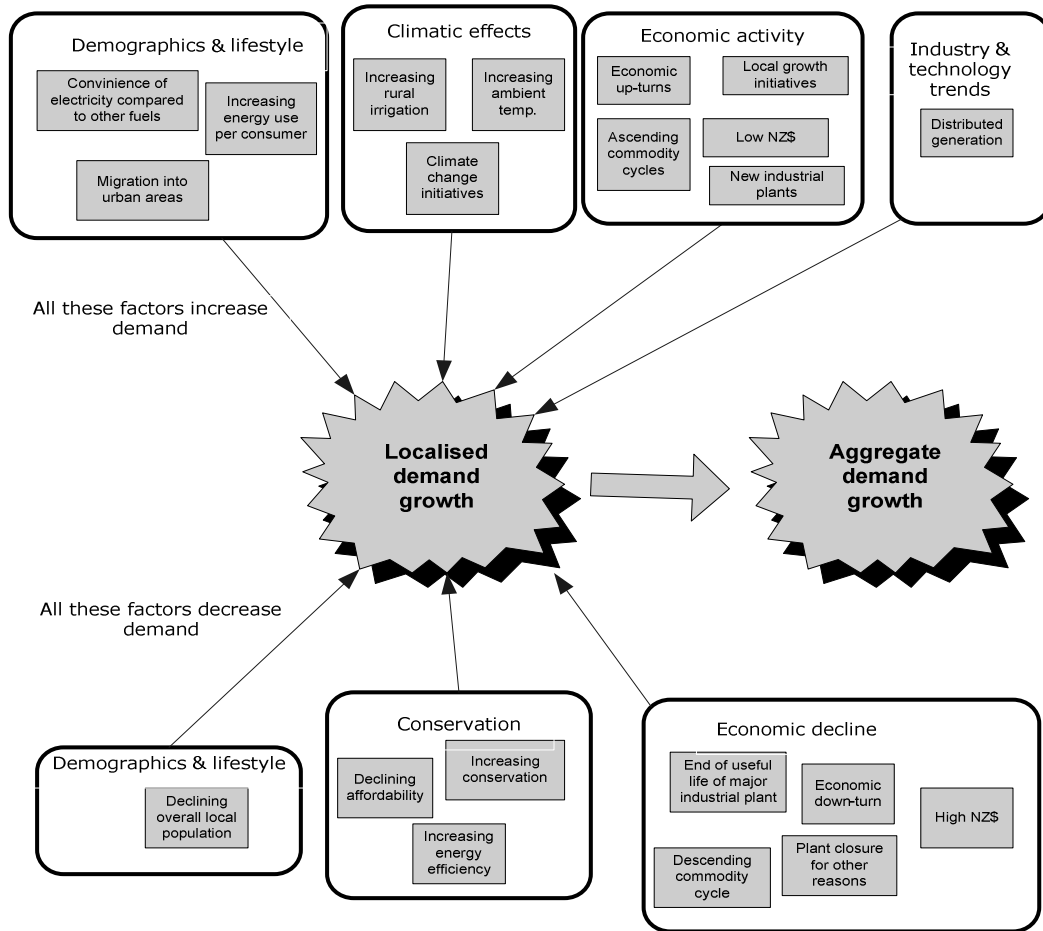 Demographics & lifestyle
Convinience of
electricity compared
to other fuels
Increasing
energy use
per consumer
Migration into
urban areas
Climatic effects
Increasing
rural
irrigation
Increasing
ambient
temp.
Climate
change
initiatives
Economic activity
Economic
up-turns
Local growth
initiatives
Ascending
commodity
cycles
Low NZ$
New industrial
plants
Industry &
technology
trends
Distributed
generation
All these factors increase
demand
Localised
demand
growth
Aggregate
demand
growth
All these factors decrease
demand
Demographics & lifestyle
Declining
overall local
population
Conservation
Declining
affordability
Increasing
conservation
Increasing
energy
efficiency
Economic decline
End of useful
life of major
industrial plant
Economic
down-turn
High NZ$
Descending
commodity
cycle
Plant closure
for other
reasons